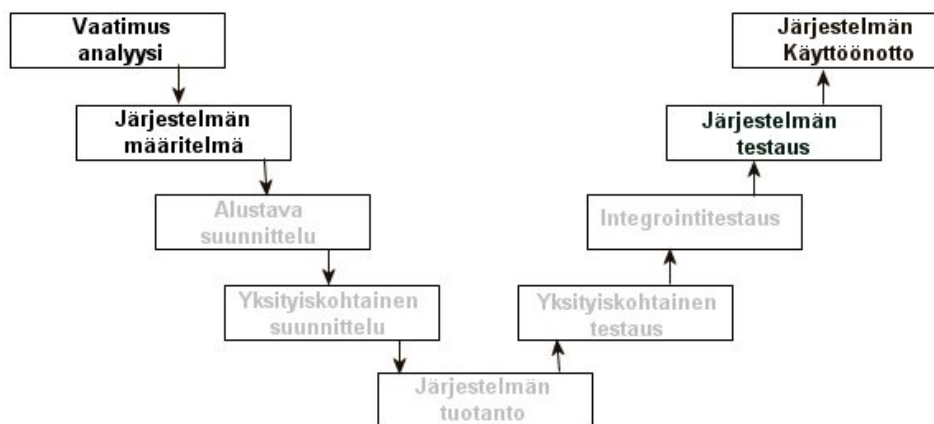 Vaatimus
analyysi
Järjestelmän
määritelmä
Alustava
suunnittelu
Yksityiskohtainen
suunnittelu
Järjestelmän
tuotanto
Yksityiskohtainen
testaus
Integrointitestaus
Järjestelmän
testaus
Järjestelmän
Käyttöönotto